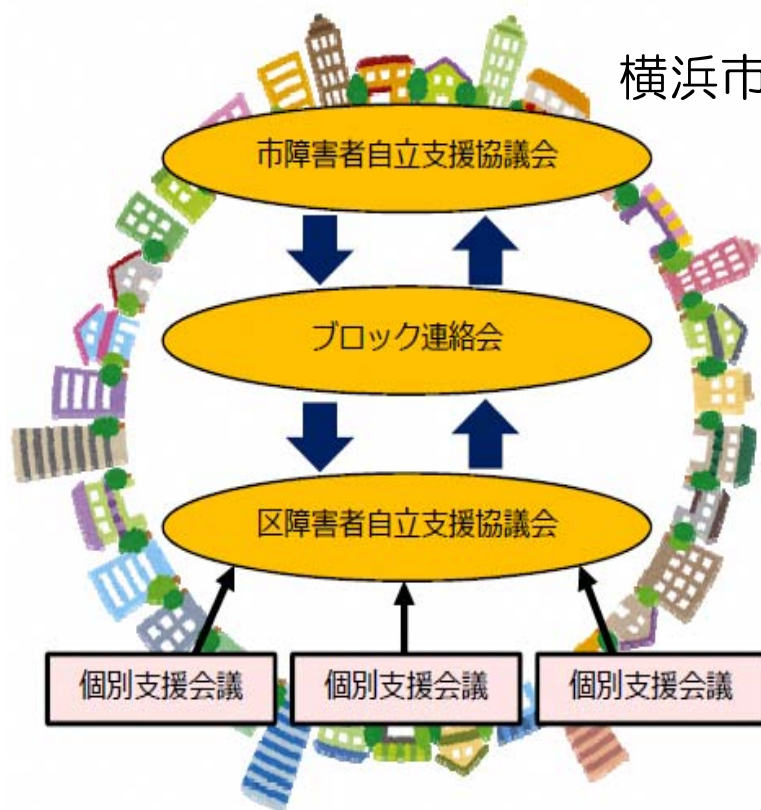 横浜市
市障害者自立支援協議会
ブロック連絡会
区障害者自立支援協議会
個別支援会議 個別支援会議 個別支援会議